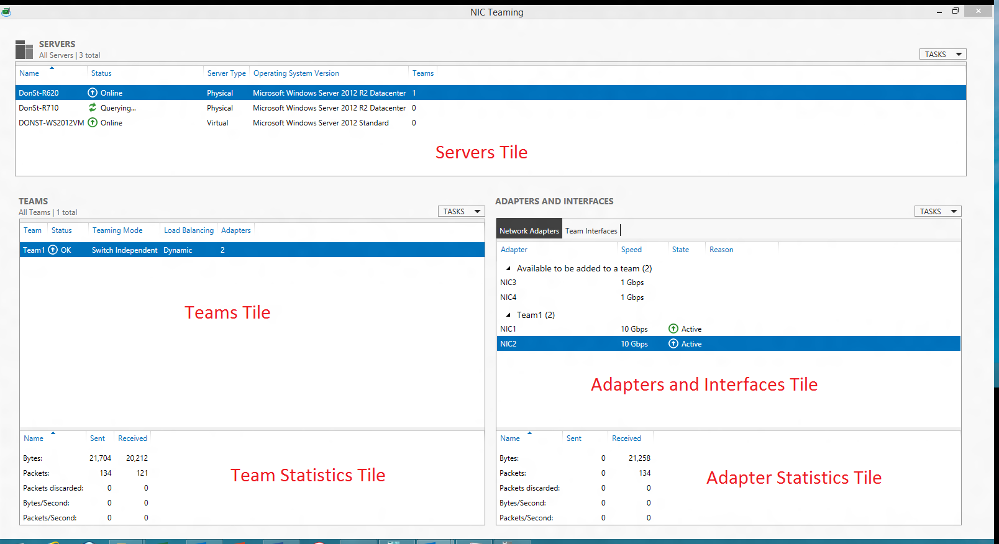 NIC Teaming
SERVERS
All Servers | 3 total
TASKS
Name Status Server Type Operating System Version Teams
DonSt-R620 Online Physical Microsoft Windows Server 2012 R2 Datacenter 1
DonSt-R710 Querying... Physical Microsoft Windows Server 2012 R2 Datacenter 0
DONST-WS2012VM Online Virtual Microsoft Windows Server 2012 Standard 0
Servers Tile
TEAMS
All Teams | 1 total
TASKS
Team Status Teaming Mode Load Balancing Adapters
Team1 OK Switch Independent Dynamic 2
Teams Tile
Name Sent Received
Bytes: 21,704 20,212
Packets: 134 121
Packets discarded: 0 0
Bytes/Second: 0 0
Packets/Second: 0 0
Team Statistics Tile
ADAPTERS AND INTERFACES
TASKS
Network Adapters Team Interfaces
Adapter Speed State Reason
Available to be added to a team (2)
NIC3 1 Gbps
NIC4 1 Gbps
Team1 (2)
NIC1 10 Gbps Active
NIC2 10 Gbps Active
Adapters and Interfaces Tile
Name Sent Received
Bytes: 0 21,258
Packets: 0 134
Packets discarded: 0 0
Bytes/Second: 0 0
Packets/Second: 0 0
Adapter Statistics Tile